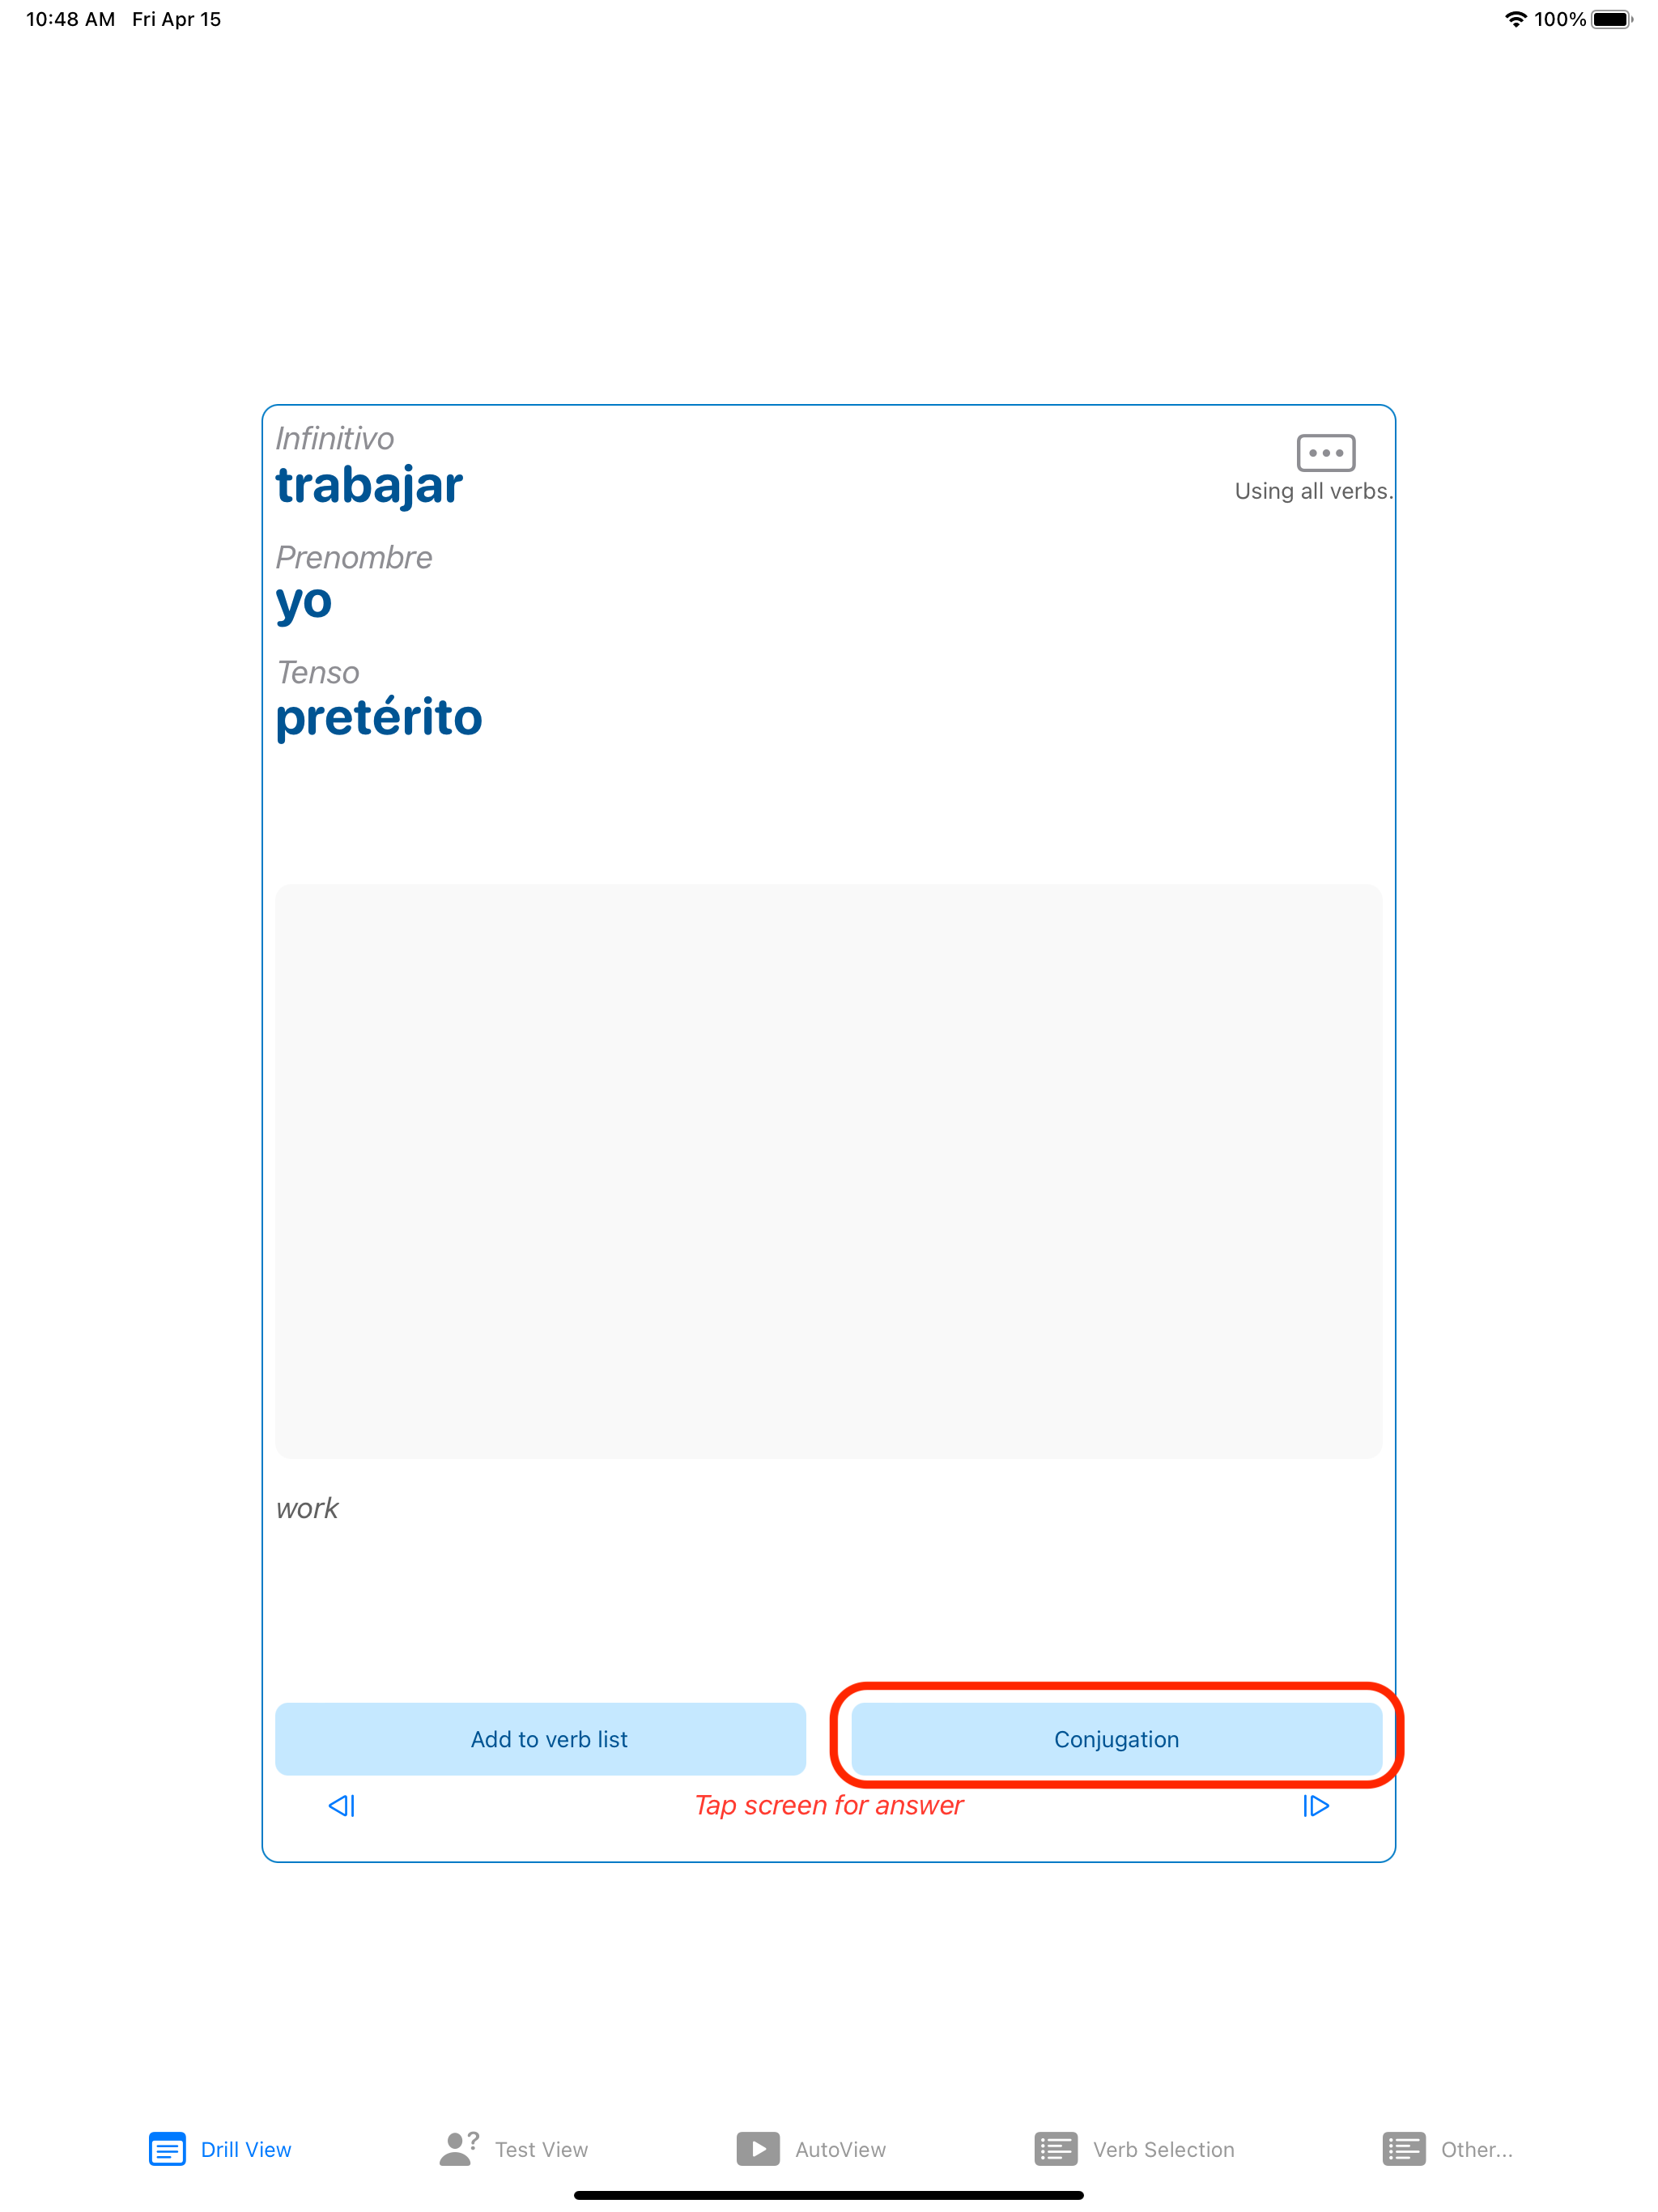 10:48 AM Fri Apr 15
100%
Infinitivo
trabajar
Using all verbs.
Prenombre
yo
Tenso
pretérito
work
Add to verb list
Conjugation
Tap screen for answer
Drill View
Test View
AutoView
Verb Selection
Other...